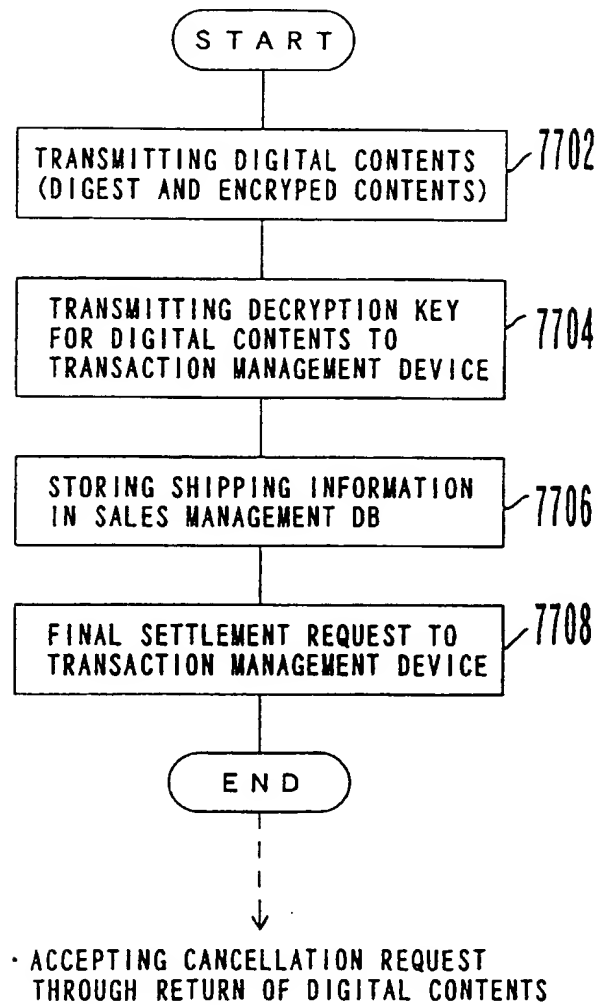 START
TRANSMITTING DIGITAL CONTENTS
(DIGEST AND ENCRYPED CONTENTS)
7702
TRANSMITTING DECRYPTION KEY
FOR DIGITAL CONTENTS TO
TRANSACTION MANAGEMENT DEVICE
7704
STORING SHIPPING INFORMATION
IN SALES MANAGEMENT DB
7706
FINAL SETTLEMENT REQUEST TO
TRANSACTION MANAGEMENT DEVICE
7708
END
· ACCEPTING CANCELLATION REQUEST
THROUGH RETURN OF DIGITAL CONTENTS